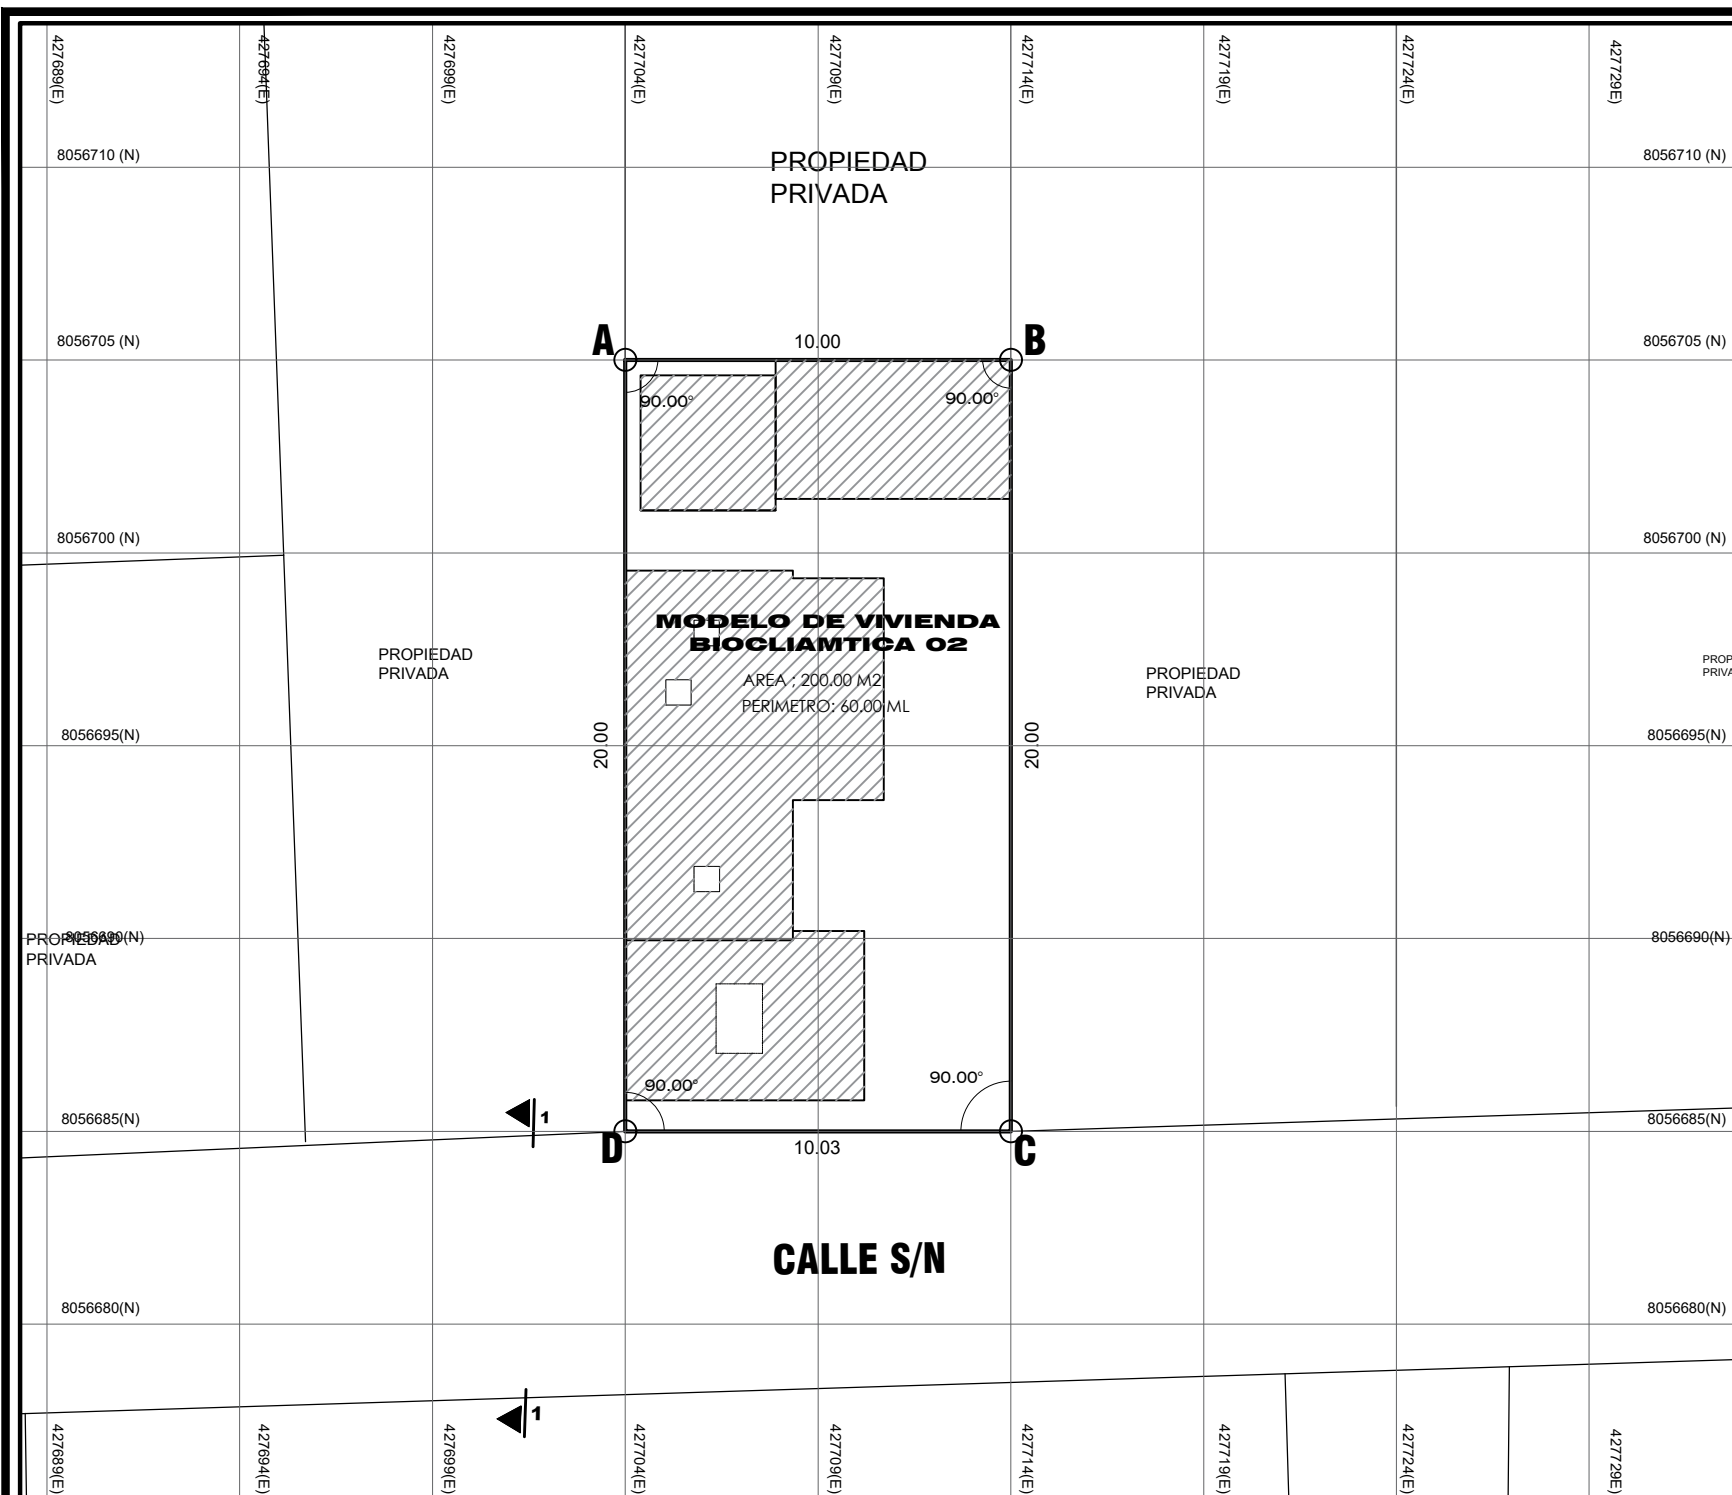 427689(E)
427694(E)
427699(E)
427704(E)
427709(E)
427714(E)
427719(E)
427724(E)
427729E)
8056710 (N)
8056710 (N)
PROPIEDAD
PRIVADA
8056705 (N)
A
10.00
B
8056705 (N)
90.00°
90.00°
8056700 (N)
8056700 (N)
MODELO DE VIVIENDA
BIOCLIAMTICA 02
PROPIEDAD
PRIVADA
AREA ; 200.00 M2
PERIMETRO: 60.00 ML
PROPIEDAD
PRIVADA
PROP
PRIVA
8056695(N)
20.00
20.00
8056695(N)
PROPIEDAD
PRIVADA
8056690(N)
8056690(N)
90.00°
90.00°
8056685(N)
1
8056685(N)
D
10.03
C
CALLE S/N
8056680(N)
8056680(N)
1
427689(E)
427694(E)
427699(E)
427704(E)
427709(E)
427714(E)
427719(E)
427724(E)
427729E)